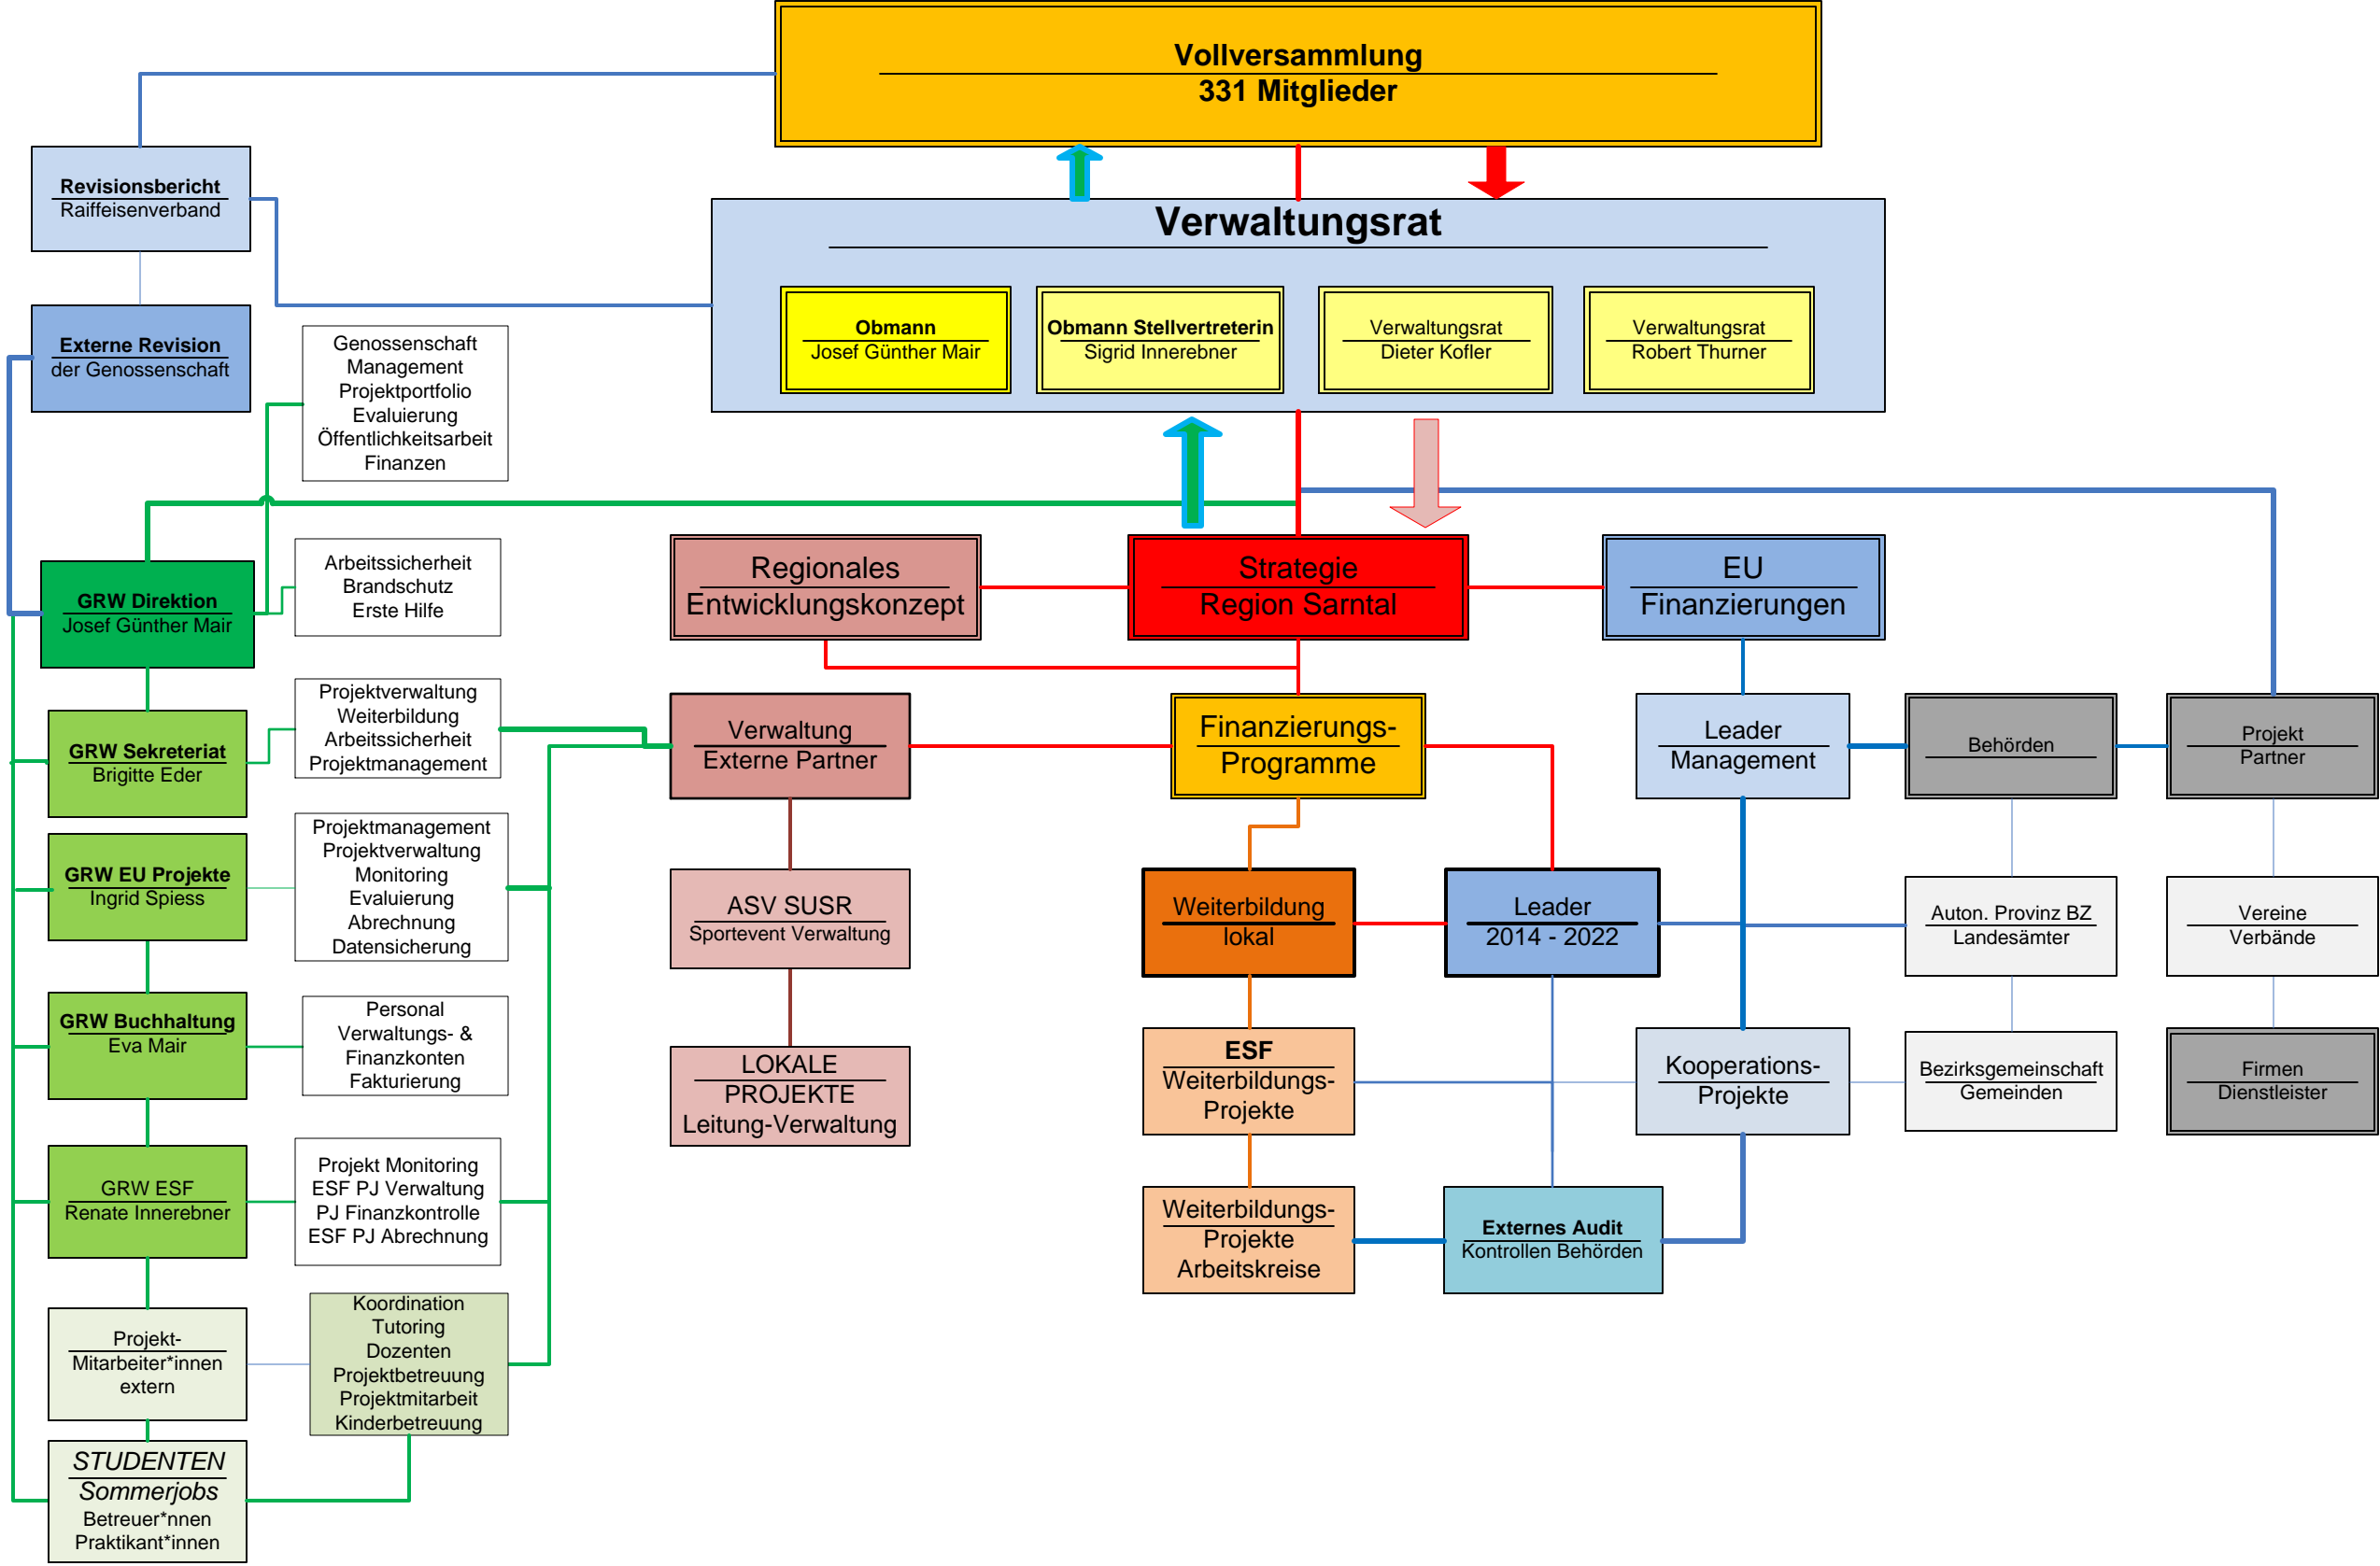 Vollversammlung
331 Mitglieder
Revisionsbericht
Raiffeisenverband
Verwaltungsrat
Obmann
Josef Günther Mair
Obmann Stellvertreterin
Sigrid Innerebner
Verwaltungsrat
Dieter Kofler
Verwaltungsrat
Robert Thurner
Externe Revision
der Genossenschaft
Genossenschaft
Management
Projektportfolio
Evaluierung
Öffentlichkeitsarbeit
Finanzen
GRW Direktion
Josef Günther Mair
Arbeitssicherheit
Brandschutz
Erste Hilfe
Regionales
Entwicklungskonzept
Strategie
Region Sarntal
EU
Finanzierungen
GRW Sekreteriat
Brigitte Eder
Projektverwaltung
Weiterbildung
Arbeitssicherheit
Projektmanagement
Verwaltung
Externe Partner
Finanzierungs-
Programme
Leader
Management
Behörden
Projekt
Partner
GRW EU Projekte
Ingrid Spiess
Projektmanagement
Projektverwaltung
Monitoring
Evaluierung
Abrechnung
Datensicherung
ASV SUSR
Sportevent Verwaltung
Weiterbildung
lokal
Leader
2014 - 2022
Auton. Provinz BZ
Landesämter
Vereine
Verbände
GRW Buchhaltung
Eva Mair
Personal
Verwaltungs- &
Finanzkonten
Fakturierung
LOKALE
PROJEKTE
Leitung-Verwaltung
ESF
Weiterbildungs-
Projekte
Kooperations-
Projekte
Bezirksgemeinschaft
Gemeinden
Firmen
Dienstleister
GRW ESF
Renate Innerebner
Projekt Monitoring
ESF PJ Verwaltung
PJ Finanzkontrolle
ESF PJ Abrechnung
Weiterbildungs-
Projekte
Arbeitskreise
Externes Audit
Kontrollen Behörden
Projekt-
Mitarbeiter*innen
extern
Koordination
Tutoring
Dozenten
Projektbetreuung
Projektmitarbeit
Kinderbetreuung
STUDENTEN
Sommerjobs
Betreuer*nnen
Praktikant*innen